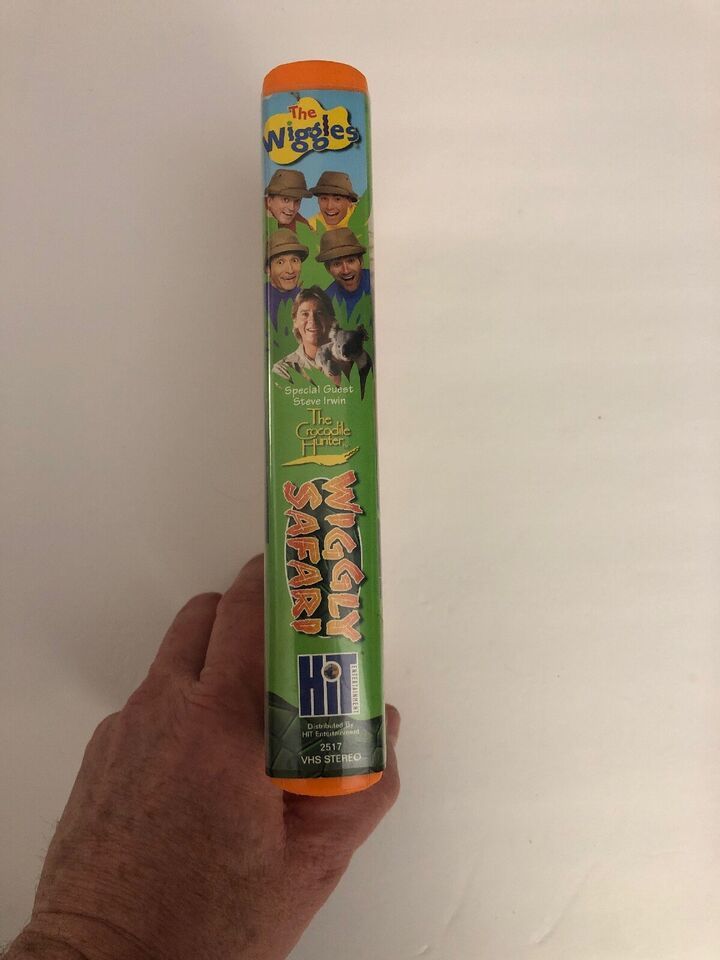 The
Wiggles
Special Guest
Steve Irwin
The
Crocodile
Hunter
WIGGLY
SAFARI
HiT
ENTERTAINMENT
Distributed By
HIT Entertainment
2517
VHS STEREO